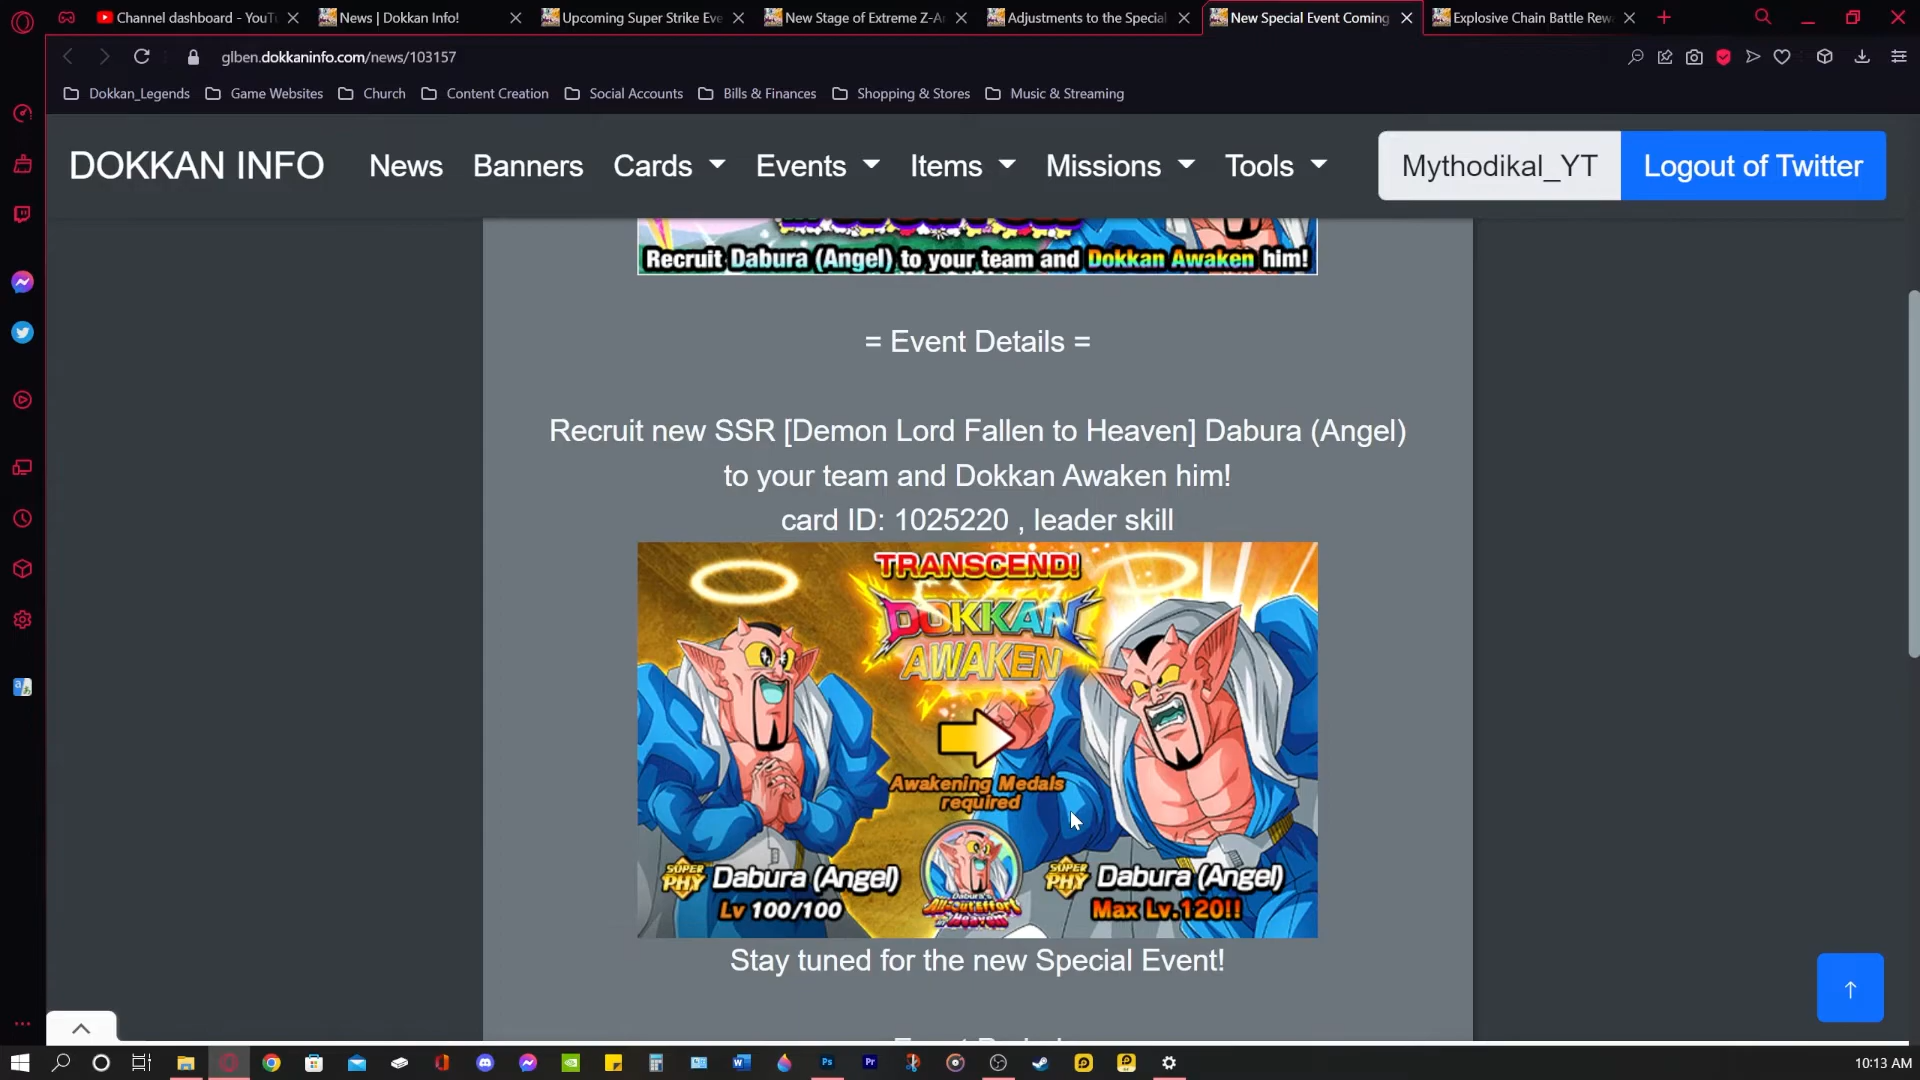 Channel dashboard - YouT
News | Dokkan Info!
Upcoming Super Strike Eve
New Stage of Extreme Z-A
Adjustments to the Special
New Special Event Coming
Explosive Chain Battle Rew
glben.dokkaninfo.com/news/103157
Dokkan_Legends
Game Websites
Church
Content Creation
Social Accounts
Bills & Finances
Shopping & Stores
Music & Streaming
DOKKAN INFO
News
Banners
Cards
Events
Items
Missions
Tools
Mythodikal_YT
Logout of Twitter
Recruit Dabura (Angel) to your team and Dokkan Awaken him!
= Event Details =
Recruit new SSR [Demon Lord Fallen to Heaven] Dabura (Angel)
to your team and Dokkan Awaken him!
card ID: 1025220 , leader skill
TRANSCEND!
DOKKAN
AWAKEN
Awakening Medals
required
SUPER
PHY
Dabura (Angel)
Lv 100/100
Dabura's
All-out Effort
in Heaven
SUPER
PHY
Dabura (Angel)
Max Lv.120!!
Stay tuned for the new Special Event!
10:13 AM